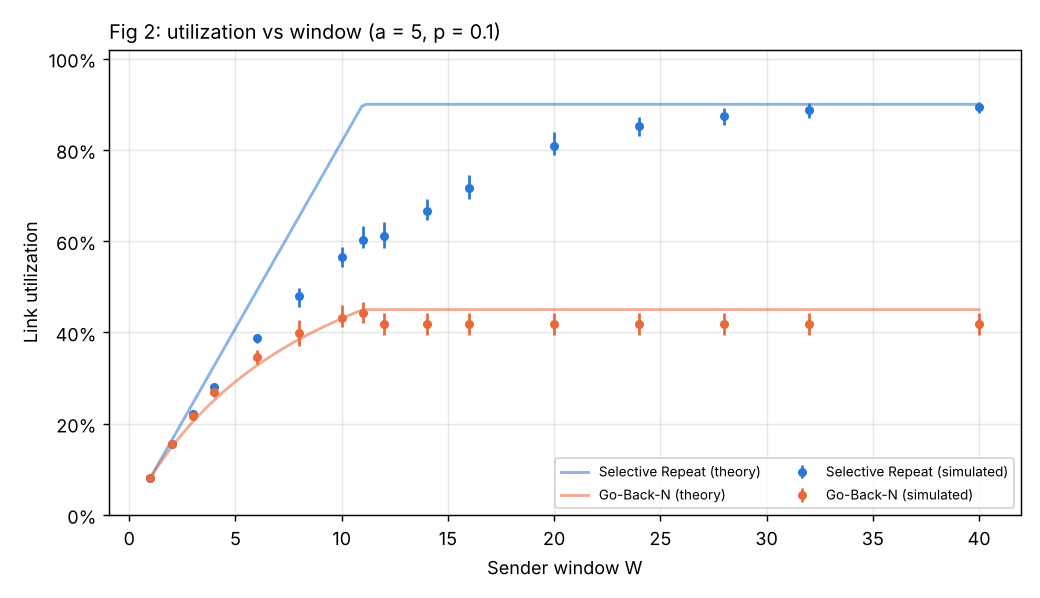 Fig 2: utilization vs window (a = 5, p = 0.1)
100%
80%
60%
40%
20%
0%
Link utilization
0 5 10 15 20 25 30 35 40
Sender window W
Selective Repeat (theory)
Go-Back-N (theory)
Selective Repeat (simulated)
Go-Back-N (simulated)